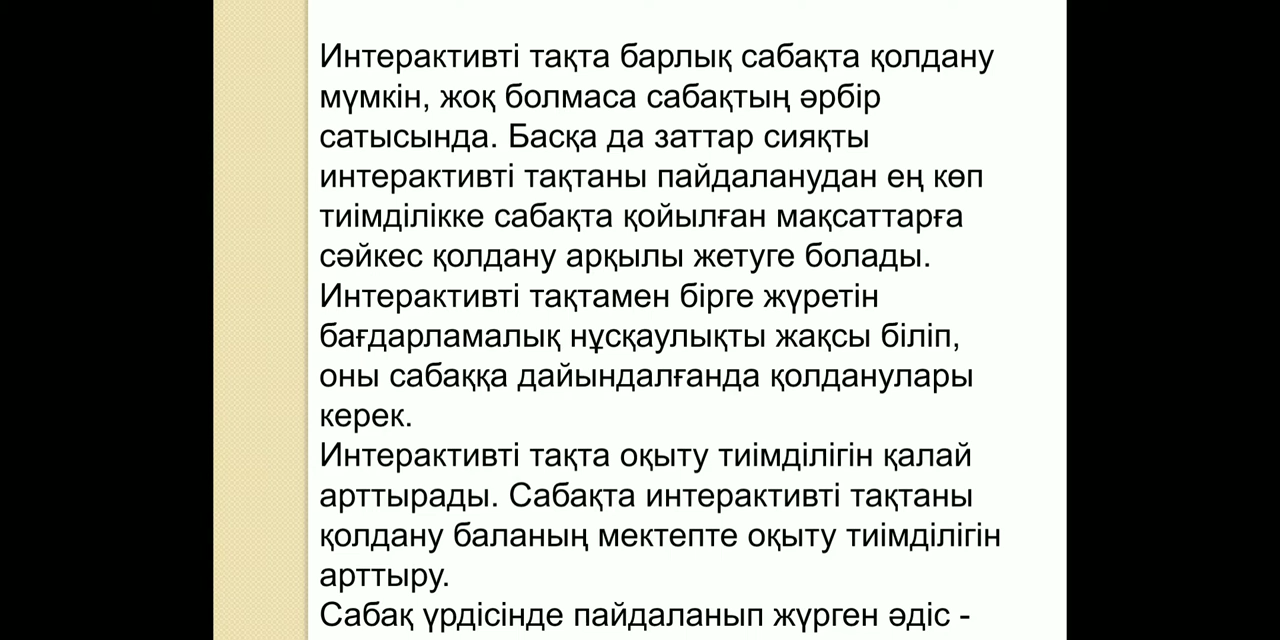 Интерактивті тақта барлық сабақта қолдану
мүмкін, жоқ болмаса сабақтың әрбір
сатысында. Басқа да заттар сияқты
интерактивті тақтаны пайдаланудан ең көп
тиімділікке сабақта қойылған мақсаттарға
сәйкес қолдану арқылы жетуге болады.
Интерактивті тақтамен бірге жүретін
бағдарламалық нұсқаулықты жақсы біліп,
оны сабаққа дайындалғанда қолданулары
керек.
Интерактивті тақта оқыту тиімділігін қалай
арттырады. Сабақта интерактивті тақтаны
қолдану баланың мектепте оқыту тиімділігін
арттыру.
Сабақ үрдісінде пайдаланып жүрген әдіс -